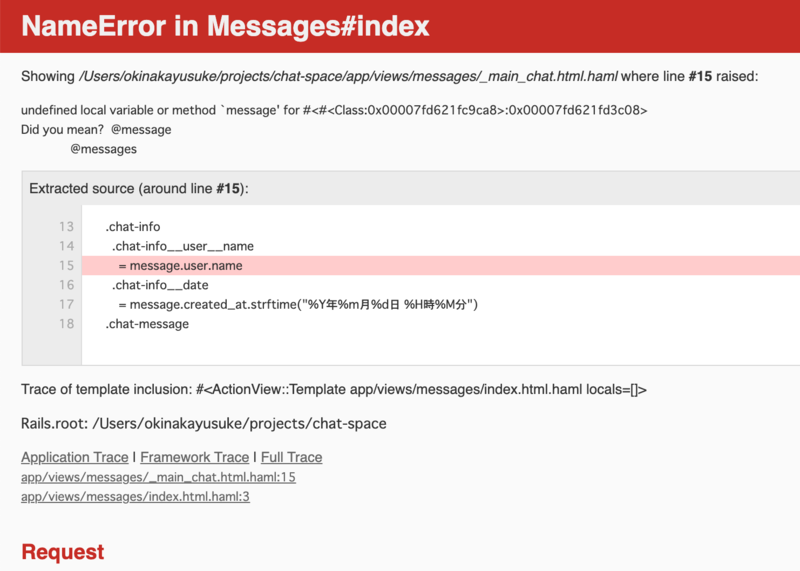 NameError in Messages#index
Showing /Users/okinakayusuke/projects/chat-space/app/views/messages/_main_chat.html.haml where line #15 raised:
undefined local variable or method `message' for #<#<Class:0x00007fd621fc9ca8>:0x00007fd621fd3c08>
Did you mean?  @message
@messages
Extracted source (around line #15):
13 .chat-info
14 .chat-info__user__name
15 = message.user.name
16 .chat-info__date
17 = message.created_at.strftime("%Y年%m月%d日 %H時%M分")
18 .chat-message
Trace of template inclusion: #<ActionView::Template app/views/messages/index.html.haml locals=[]>
Rails.root: /Users/okinakayusuke/projects/chat-space
Application Trace | Framework Trace | Full Trace
app/views/messages/_main_chat.html.haml:15
app/views/messages/index.html.haml:3
Request